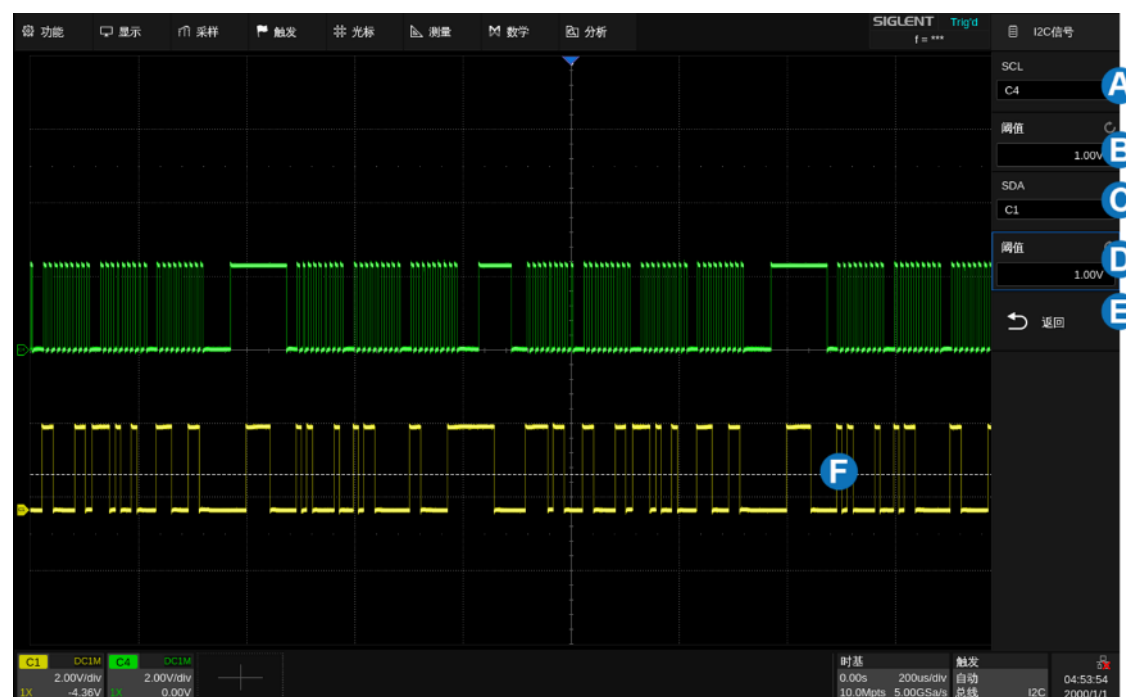 功能 显示 采样 触发 光标 测量 数学 分析 SIGLENT Trig'd
f = ***
I2C信号
SCL
C4
A
阈值
1.00V
B
SDA
C1
C
阈值
1.00V
D
返回
E
F
C1 DC1M
2.00V/div
1X -4.36V
C4 DC1M
2.00V/div
1X 0.00V
时基
0.00s 200us/div
10.0Mpts 5.00GSa/s
触发
自动
总线 I2C
04:53:54
2000/1/1